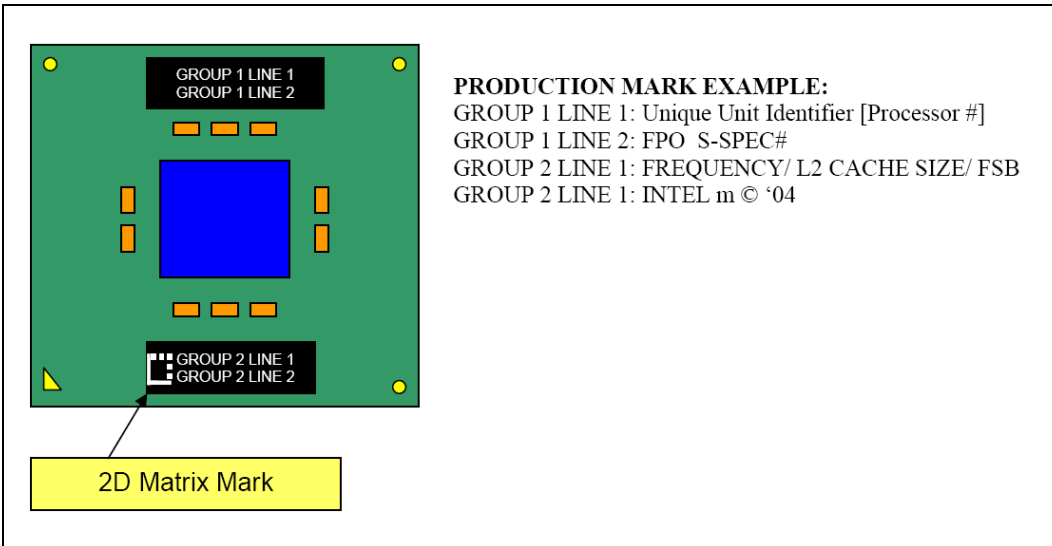 GROUP 1 LINE 1
GROUP 1 LINE 2
PRODUCTION MARK EXAMPLE:
GROUP 1 LINE 1: Unique Unit Identifier [Processor #]
GROUP 1 LINE 2: FPO S-SPEC#
GROUP 2 LINE 1: FREQUENCY/ L2 CACHE SIZE/ FSB
GROUP 2 LINE 1: INTEL m © ‘04
GROUP 2 LINE 1
GROUP 2 LINE 2
2D Matrix Mark